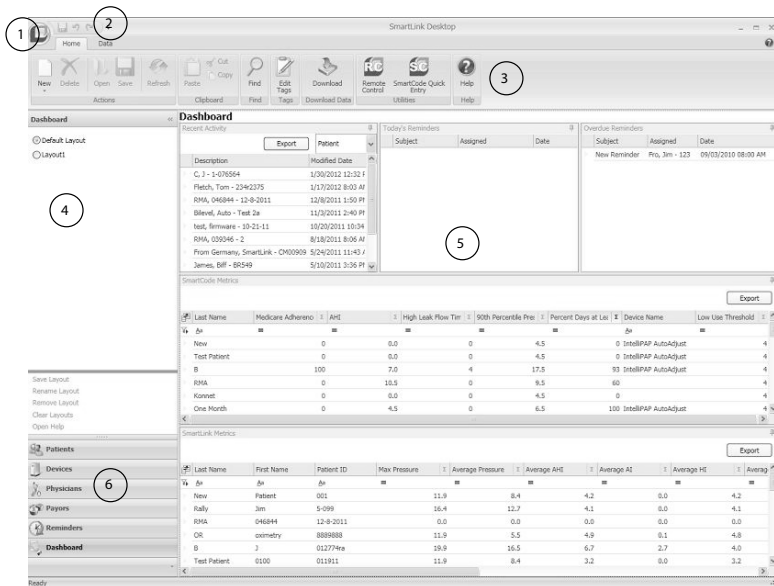 SmartLink Desktop
1
2
Home Data
New Delete Open Save Refresh Paste Cut Copy Find Edit Tags Download Remote Control SmartCode Quick Entry Help
RC SC
3
Actions Clipboard Find Tags Download Data Utilities Help
Dashboard «
Default Layout
Layout1
4
Save Layout
Rename Layout
Remove Layout
Clear Layouts
Open Help
Patients
Devices
Physicians
6
Payors
Reminders
Dashboard
Ready
Dashboard
Recent Activity
Export Patient
Description Modified Date
C, J - 1-076564 1/30/2012 12:32 F
Fletch, Tom - 234r2375 1/17/2012 8:03 AM
RMA, 046844 - 12-8-2011 12/8/2011 1:50 PM
Bilevel, Auto - Test 2a 11/3/2011 2:40 PM
test, firmware - 10-21-11 10/20/2011 10:34
RMA, 039346 - 2 8/18/2011 8:06 AM
From Germany, SmartLink - CM00909 5/24/2011 11:43 A
James, Biff - BR549 5/10/2011 3:36 PM
Today's Reminders
Subject Assigned Date
5
Overdue Reminders
Subject Assigned Date
New Reminder Pro, Jim - 123 09/03/2010 08:00 AM
SmartCode Metrics
Export
Last Name Medicare Adherenc AHI High Leak Flow Tim 90th Percentile Pres Percent Days at Lea Device Name Low Use Threshold
New 0 0.0 0 4.5 0 IntelliPAP AutoAdjust 4
Test Patient 0 0.0 0 4.5 0 IntelliPAP AutoAdjust 4
B 100 7.0 4 17.5 93 IntelliPAP AutoAdjust 4
RMA 0 10.5 0 9.5 60 4
Konnet 0 0.0 0 4.5 0 4
One Month 0 4.5 0 6.5 100 IntelliPAP AutoAdjust 4
SmartLink Metrics
Export
Last Name First Name Patient ID Max Pressure Average Pressure Average AHI Average AI Average HI Averag
New Patient 001 11.9 8.4 4.2 0.0 4.2
Rally Jim 5-099 16.4 12.7 4.1 0.0 4.1
RMA 046844 12-8-2011 0.0 0.0 0.0 0.0 0.0
OR oximetry 8889888 11.9 5.5 4.9 0.1 4.8
B J 012774ra 19.9 16.5 6.7 2.7 4.0
Test Patient 0100 011911 11.9 8.4 3.2 0.0 3.2